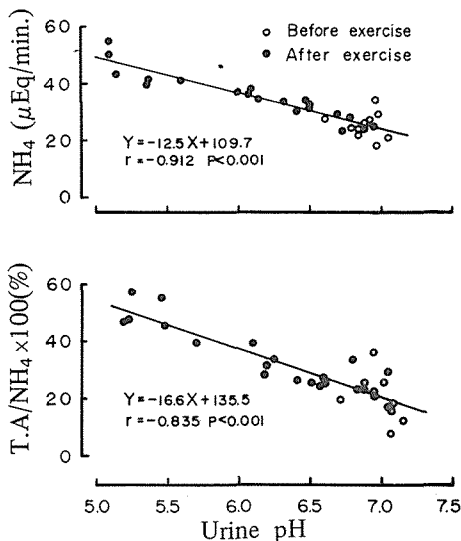 60
40
20
0
NH₄ (μEq/min.)
○ Before exercise
● After exercise
Y=-12.5X+109.7
r=-0.912 P<0.001
60
40
20
0
T.A/NH₄×100(%)
Y=-16.6X+135.5
r=-0.835 P<0.001
5.0 5.5 6.0 6.5 7.0 7.5
Urine pH